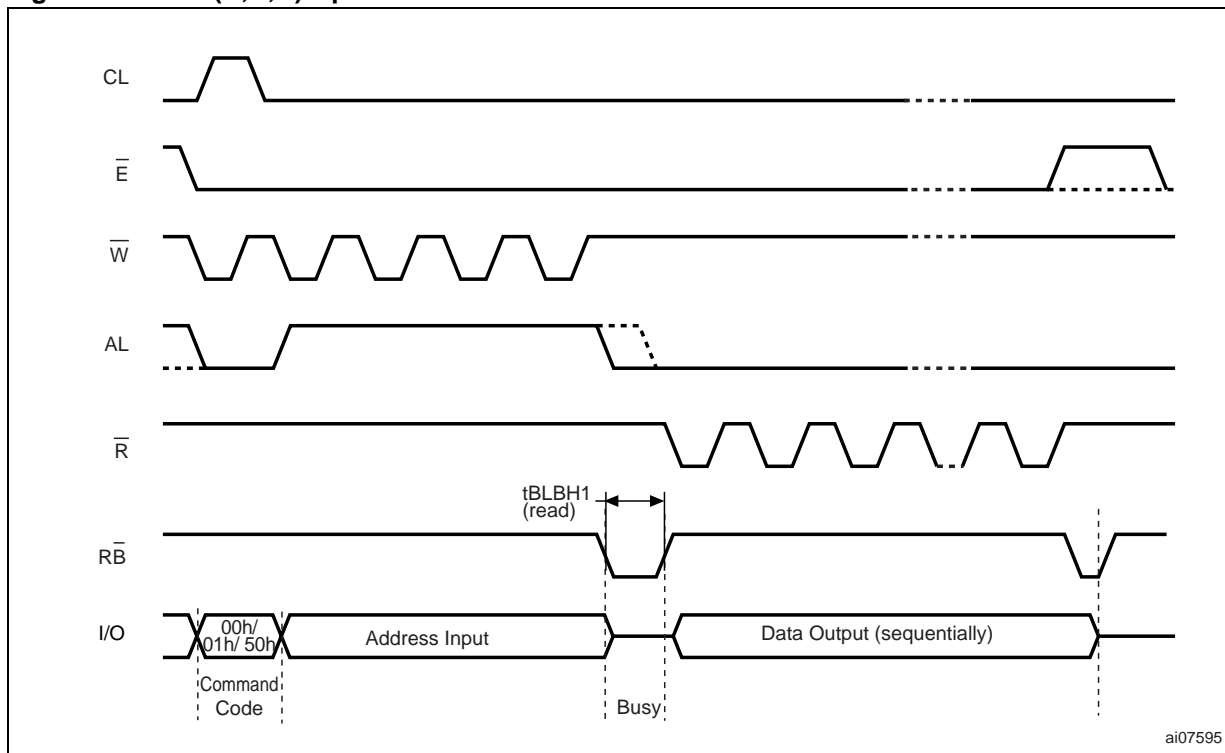 CL
E̅
W̅
AL
R̅
tBLBH1
(read)
RB̅
I/O
00h/
01h/ 50h
Address Input
Data Output (sequentially)
Command
Code
Busy
ai07595